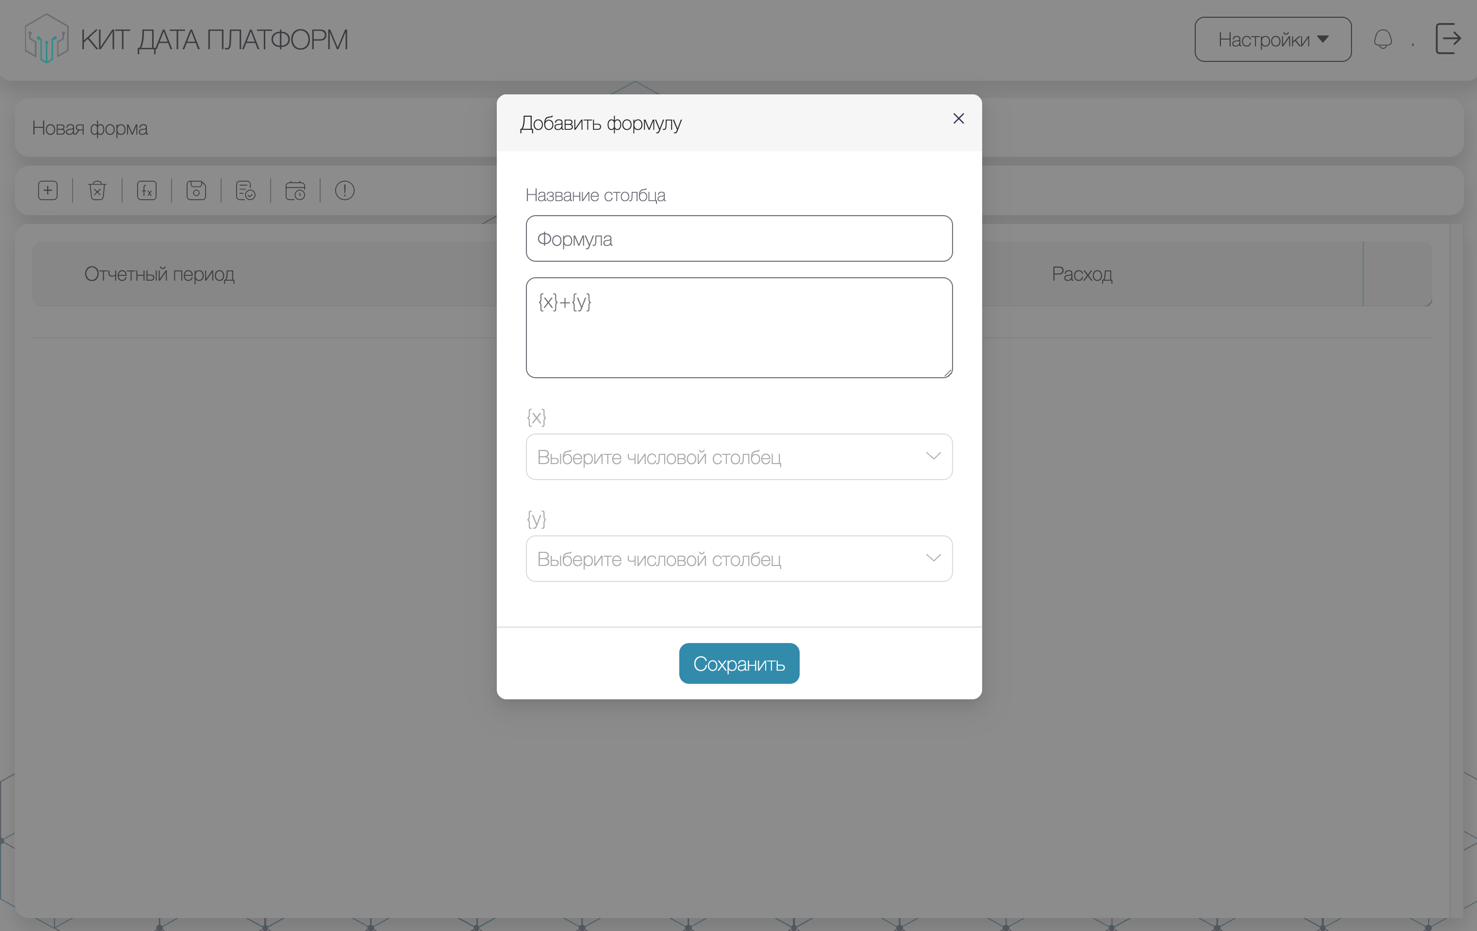 КИТ ДАТА ПЛАТФОРМ
Настройки
.
Новая форма
fx
Отчетный период
Расход
Добавить формулу
Название столбца
Формула
{x}+{y}
{x}
Выберите числовой столбец
{y}
Выберите числовой столбец
Сохранить